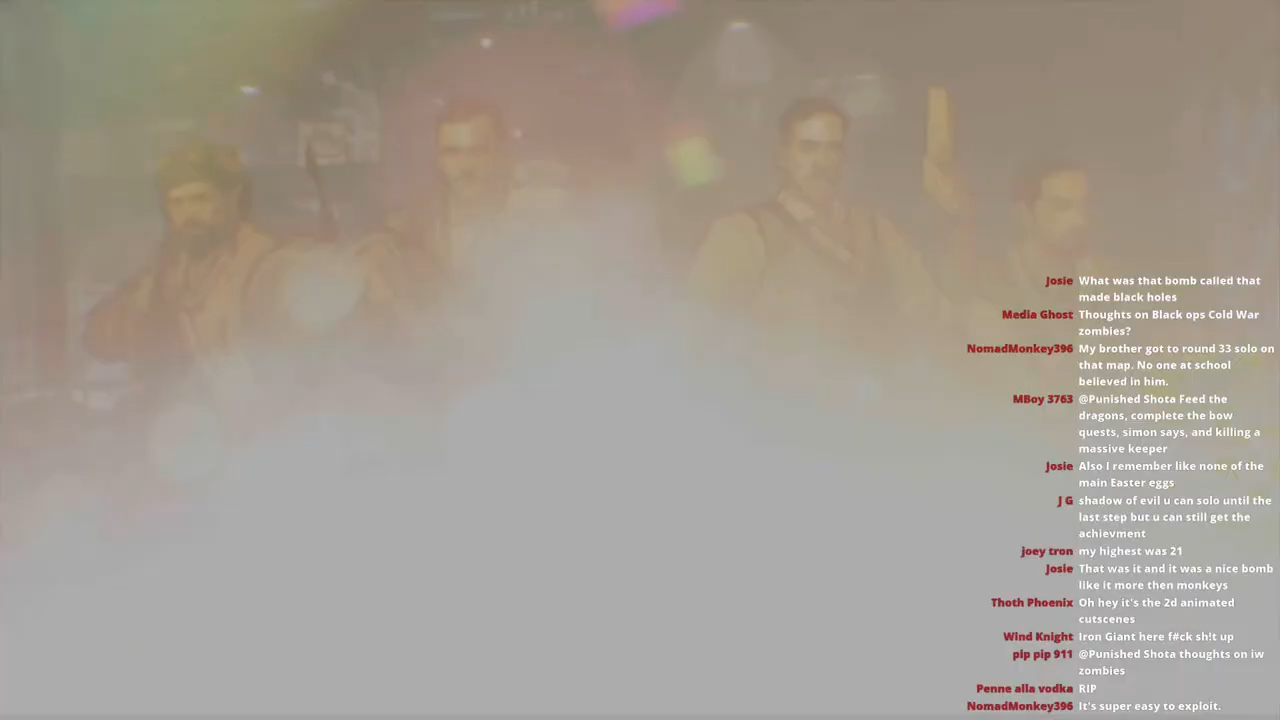 Josie What was that bomb called that
made black holes
Media Ghost Thoughts on Black ops Cold War
zombies?
NomadMonkey396 My brother got to round 33 solo on
that map. No one at school
believed in him.
MBoy 3763 @Punished Shota Feed the
dragons, complete the bow
quests, simon says, and killing a
massive keeper
Josie Also I remember like none of the
main Easter eggs
J G shadow of evil u can solo until the
last step but u can still get the
achievment
joey tron my highest was 21
Josie That was it and it was a nice bomb
like it more then monkeys
Thoth Phoenix Oh hey it's the 2d animated
cutscenes
Wind Knight Iron Giant here f#ck sh!t up
pip pip 911 @Punished Shota thoughts on iw
zombies
Penne alla vodka RIP
NomadMonkey396 It's super easy to exploit.